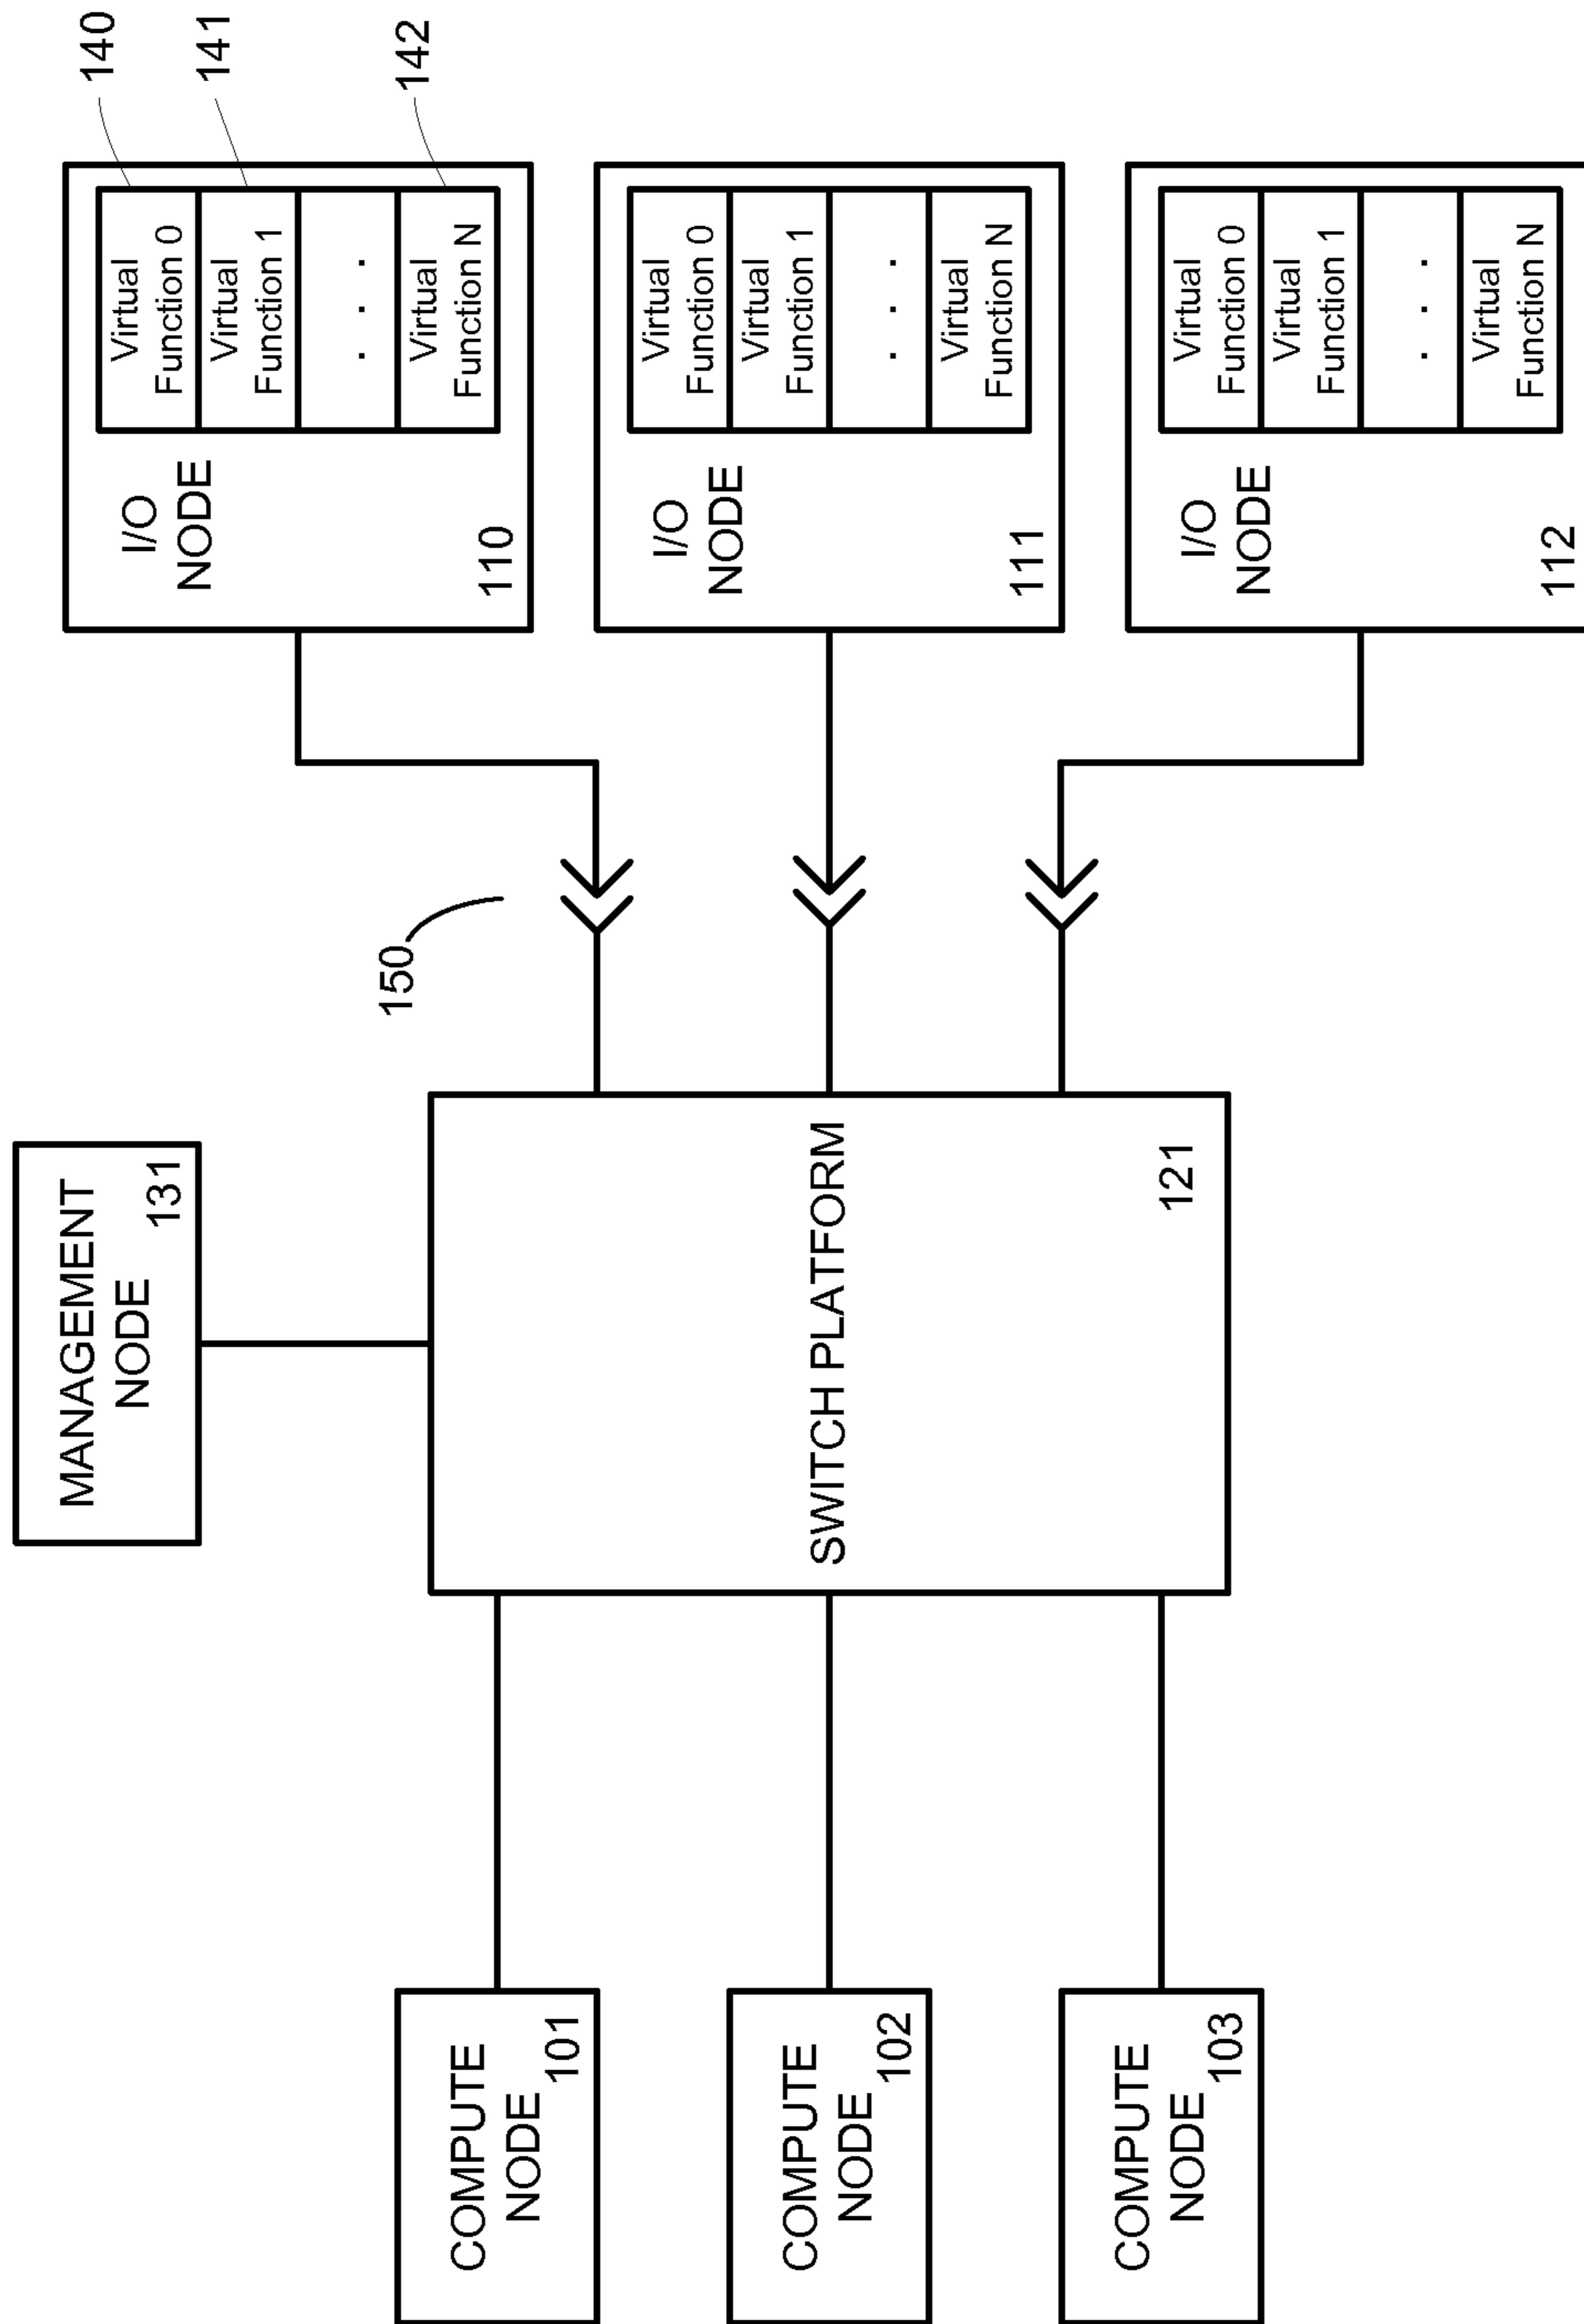 MANAGEMENT
NODE
131
COMPUTE
NODE
101
COMPUTE
NODE
102
COMPUTE
NODE
103
SWITCH PLATFORM
121
150
I/O
NODE
110
Virtual
Function 0
Virtual
Function 1
. . .
Virtual
Function N
140
141
142
I/O
NODE
111
Virtual
Function 0
Virtual
Function 1
. . .
Virtual
Function N
I/O
NODE
112
Virtual
Function 0
Virtual
Function 1
. . .
Virtual
Function N